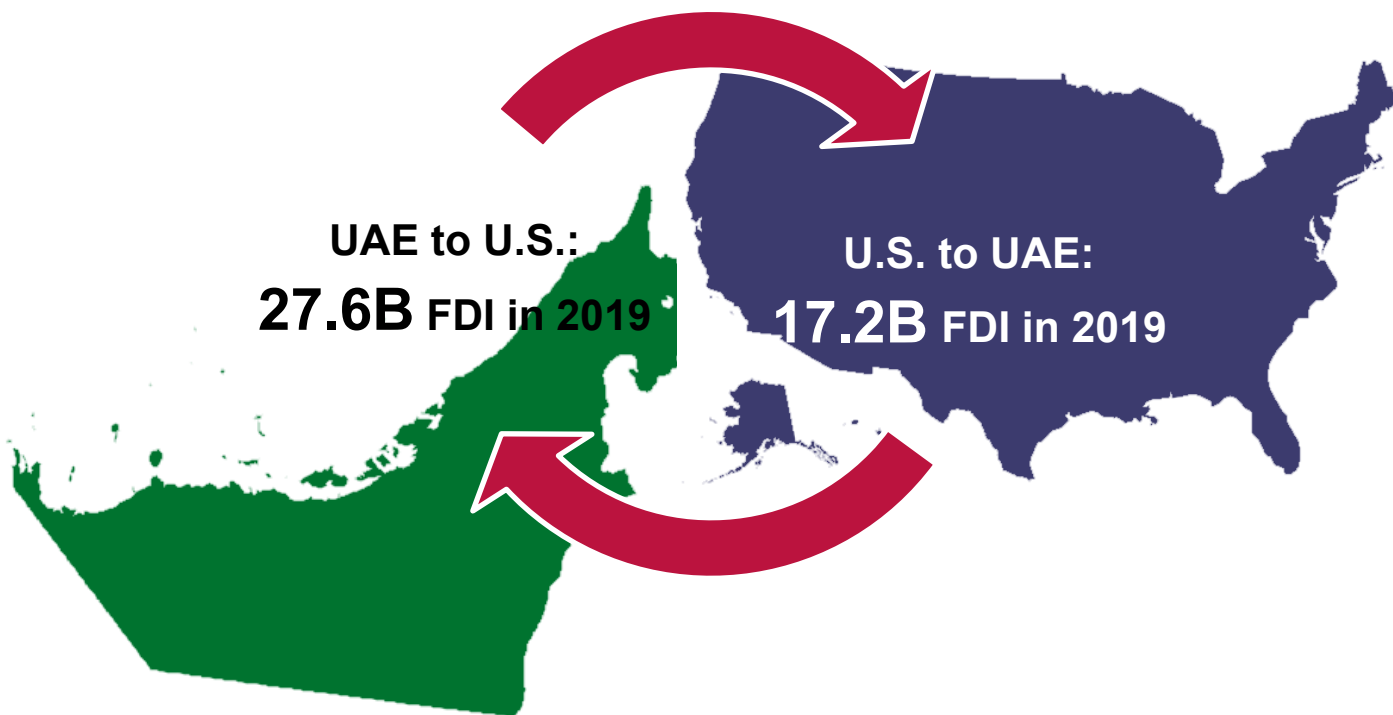 UAE to U.S.:
27.6B FDI in 2019
U.S. to UAE:
17.2B FDI in 2019